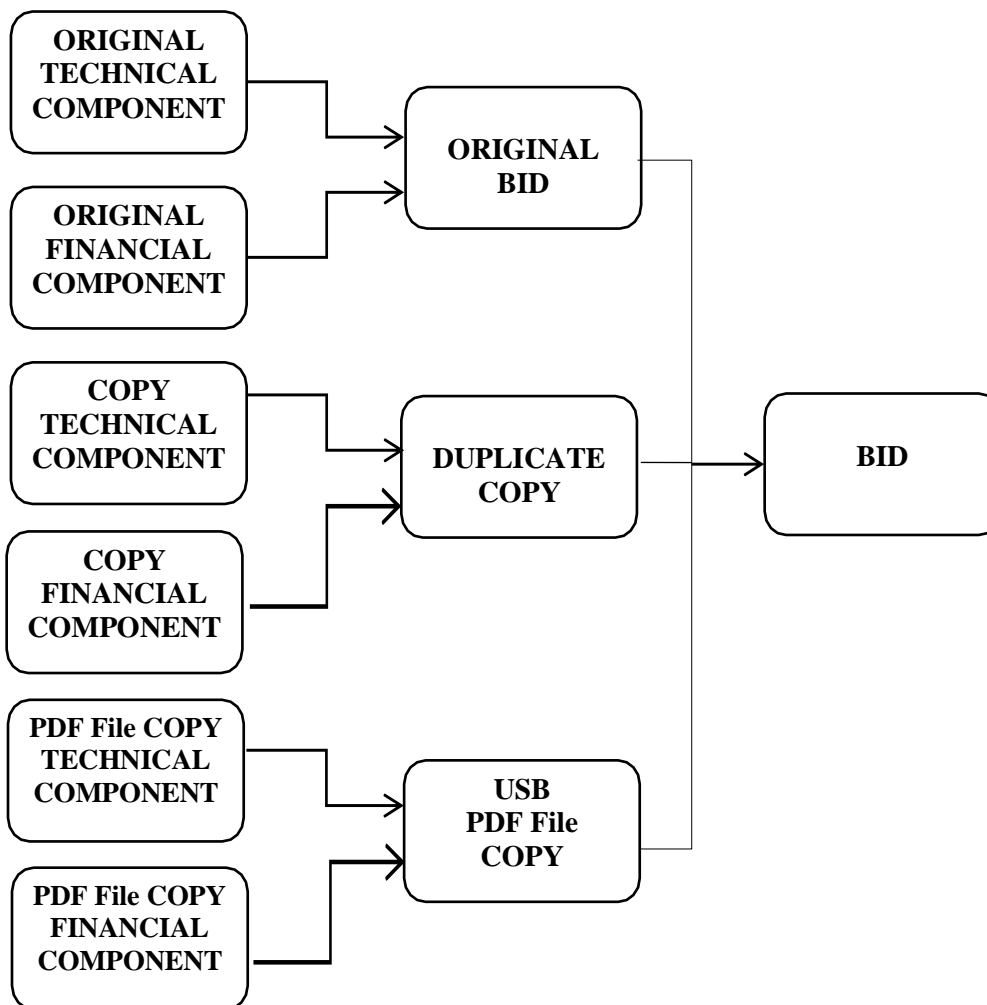 ORIGINAL
TECHNICAL
COMPONENT
ORIGINAL
FINANCIAL
COMPONENT
ORIGINAL
BID
COPY
TECHNICAL
COMPONENT
COPY
FINANCIAL
COMPONENT
DUPLICATE
COPY
BID
PDF File COPY
TECHNICAL
COMPONENT
PDF File COPY
FINANCIAL
COMPONENT
USB
PDF File
COPY